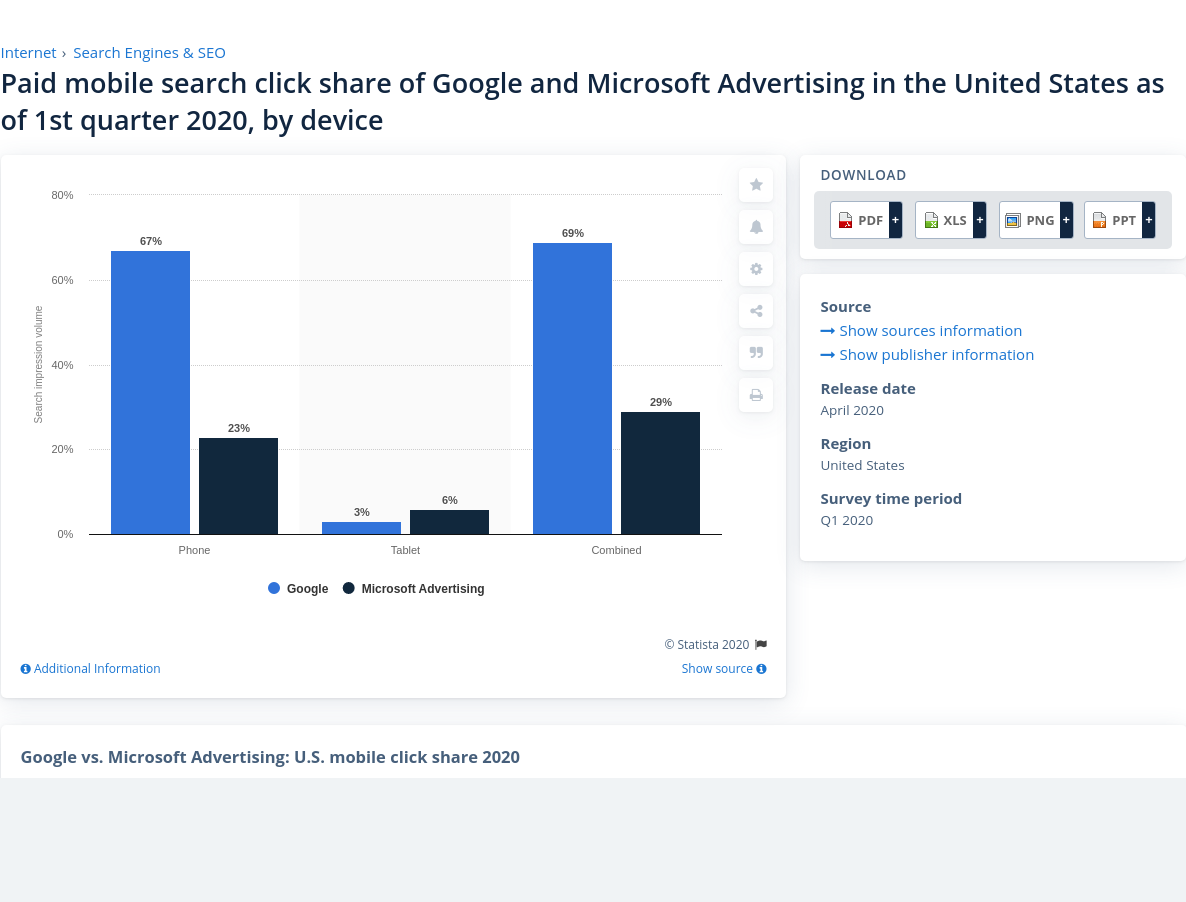 Internet › Search Engines & SEO
Paid mobile search click share of Google and Microsoft Advertising in the United States as
of 1st quarter 2020, by device
80%
60%
40%
20%
0%
Search impression volume
67%
23%
3%
6%
69%
29%
Phone
Tablet
Combined
Google
Microsoft Advertising
© Statista 2020
Additional Information
Show source
DOWNLOAD
PDF +
XLS +
PNG +
PPT +
Source
Show sources information
Show publisher information
Release date
April 2020
Region
United States
Survey time period
Q1 2020
Google vs. Microsoft Advertising: U.S. mobile click share 2020